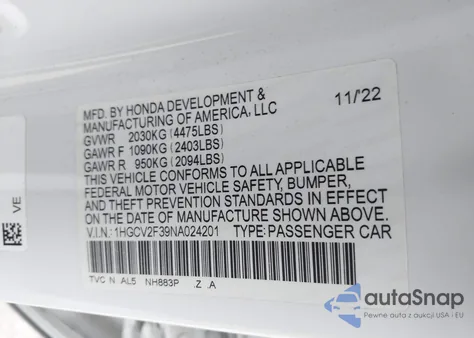 MFD. BY HONDA DEVELOPMENT &
MANUFACTURING OF AMERICA, LLC 11/22
GVWR 2030KG (4475LBS)
GAWR F 1090KG (2403LBS)
GAWR R 950KG (2094LBS)
THIS VEHICLE CONFORMS TO ALL APPLICABLE
FEDERAL MOTOR VEHICLE SAFETY, BUMPER,
AND THEFT PREVENTION STANDARDS IN EFFECT
ON THE DATE OF MANUFACTURE SHOWN ABOVE.
V.I.N.: 1HGCV2F39NA024201 TYPE: PASSENGER CAR
TVC N AL5 NH883P .Z .A
VE
autoSnap
Pewne auta z aukcji USA i EU